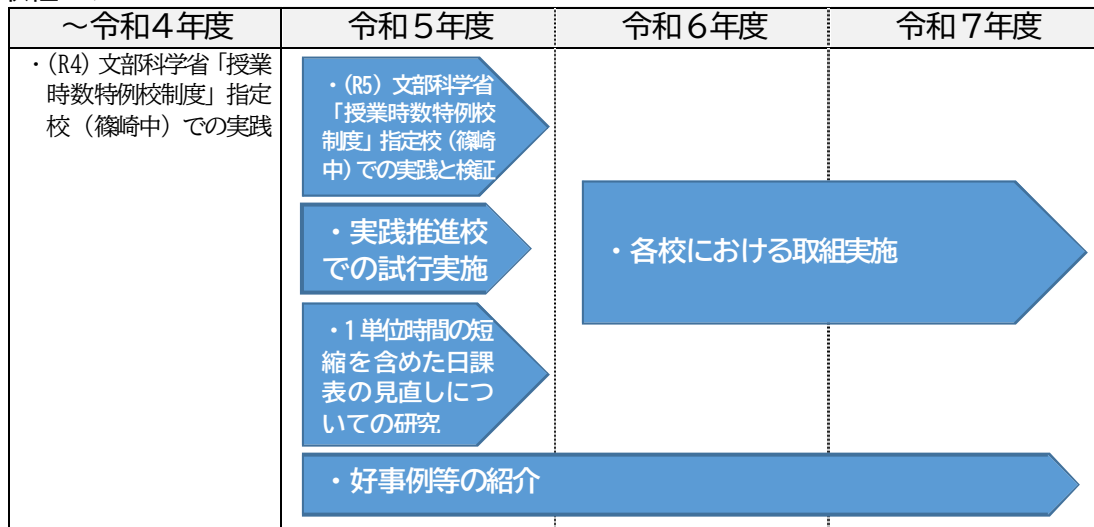 ~令和4年度
令和5年度
令和6年度
令和7年度
・(R4) 文部科学省「授業
時数特例校制度」指定
校(篠崎中)での実践
・(R5) 文部科学省
「授業時数特例校
制度」指定校(篠崎
中)での実践と検証
・実践推進校
での試行実施
・1単位時間の短
縮を含めた日課
表の見直しにつ
いての研究
・各校における取組実施
・好事例等の紹介